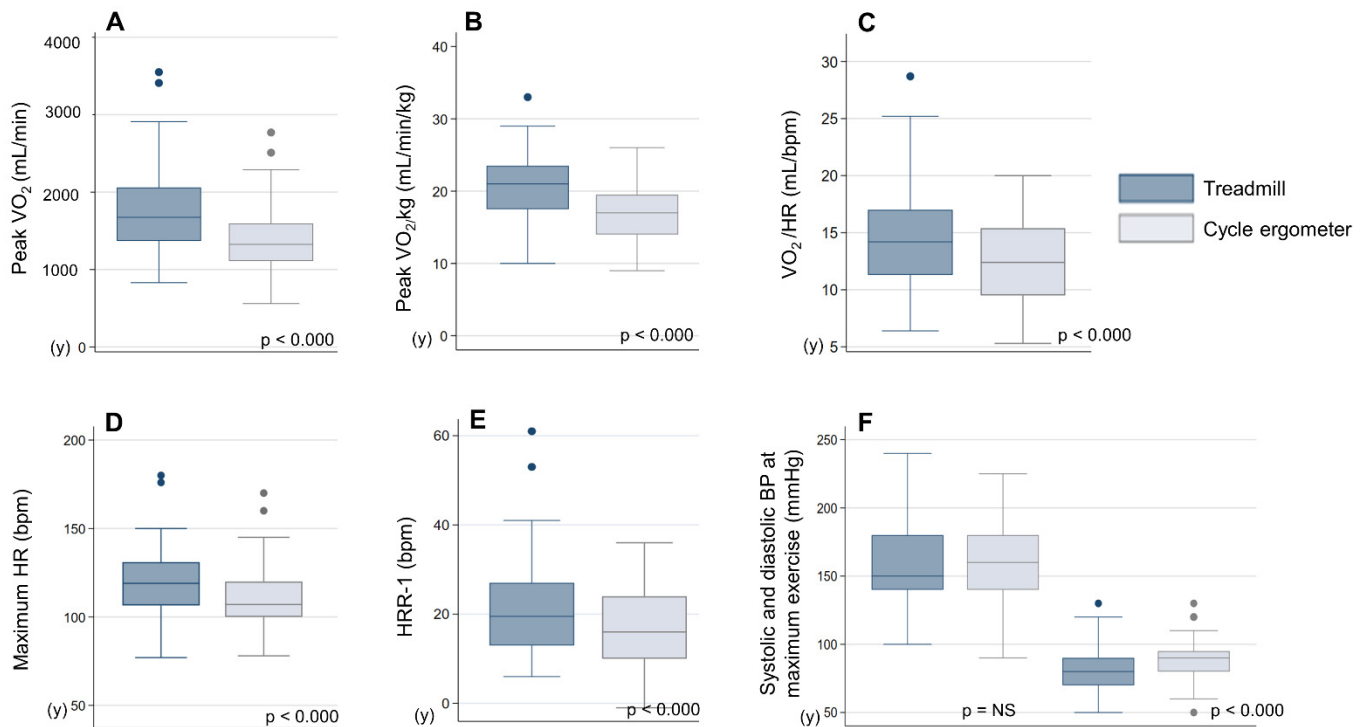 A
Peak VO₂ (mL/min)
4000
3000
2000
1000
0
(y)
p < 0.000
B
Peak VO₂/kg (mL/min/kg)
40
30
20
10
0
(y)
p < 0.000
C
VO₂/HR (mL/bpm)
30
25
20
15
10
5
(y)
p < 0.000
Treadmill
Cycle ergometer
D
Maximum HR (bpm)
200
150
100
50
(y)
p < 0.000
E
HRR-1 (bpm)
60
40
20
0
(y)
p < 0.000
F
Systolic and diastolic BP at
maximum exercise (mmHg)
250
200
150
100
50
(y)
p = NS
p < 0.000